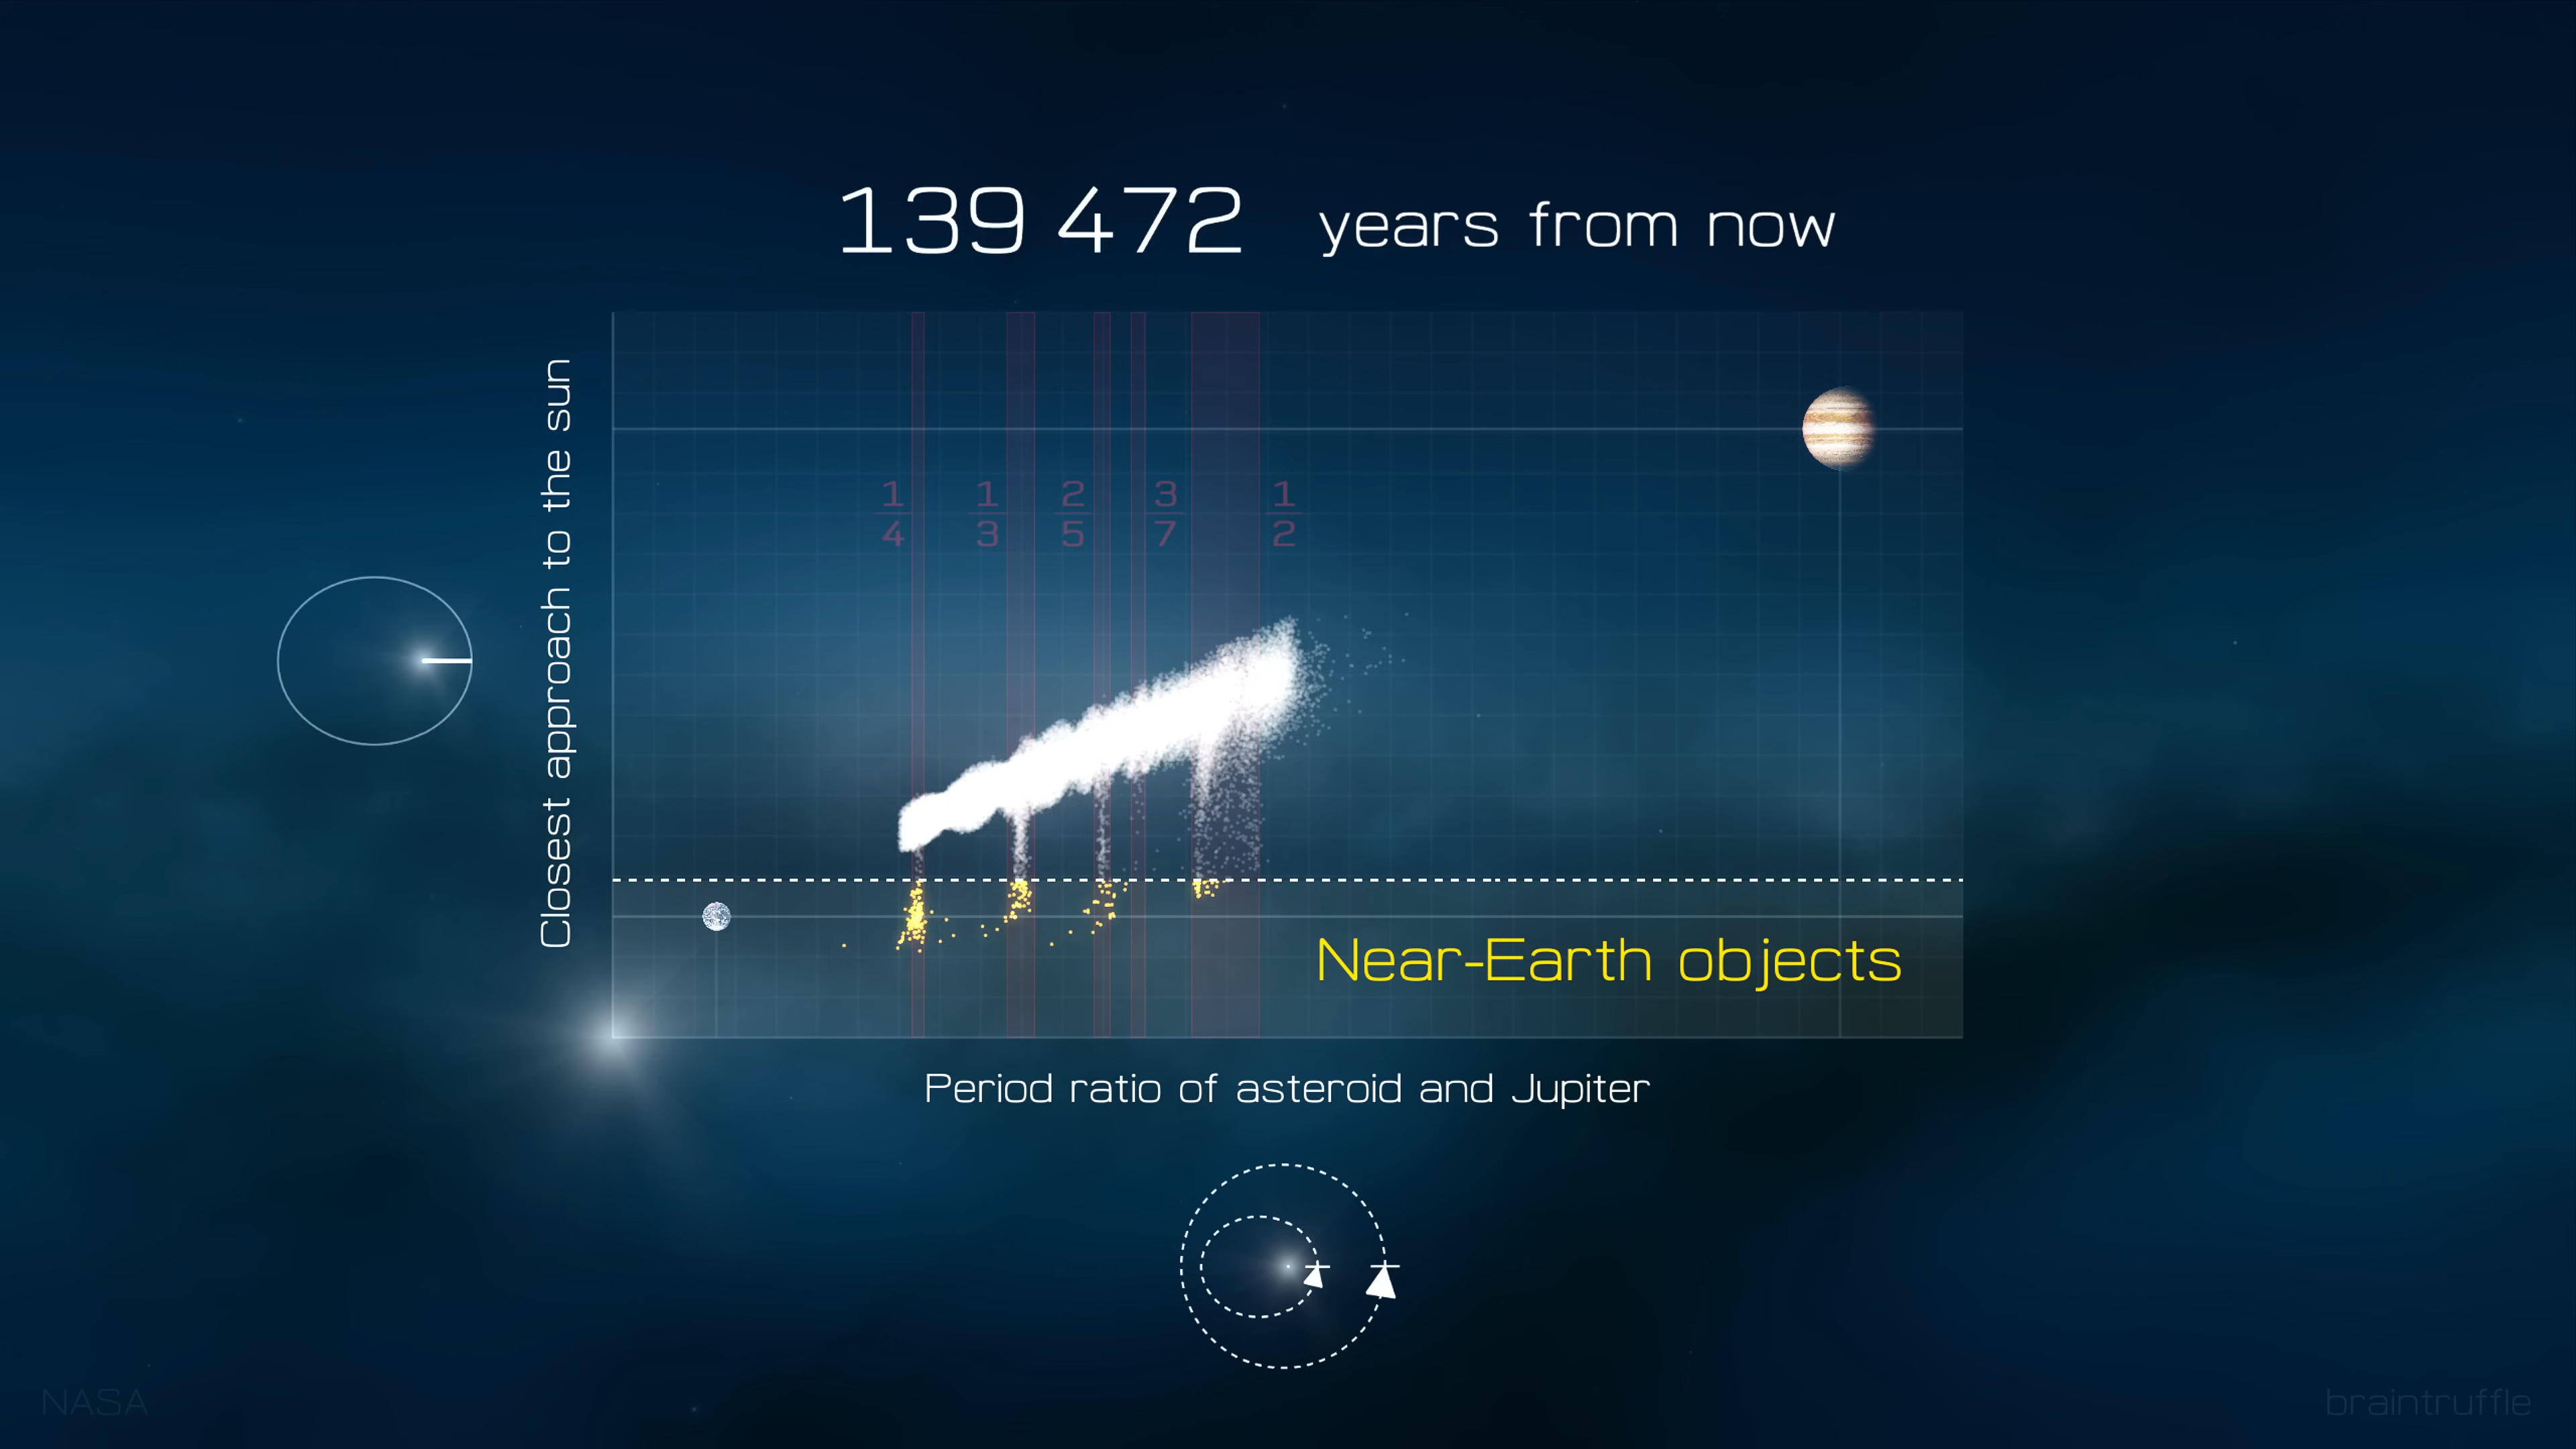 139 472 years from now
Closest approach to the sun
1/4 1/3 2/5 3/7 1/2
Near-Earth objects
Period ratio of asteroid and Jupiter
NASA
braintruffle